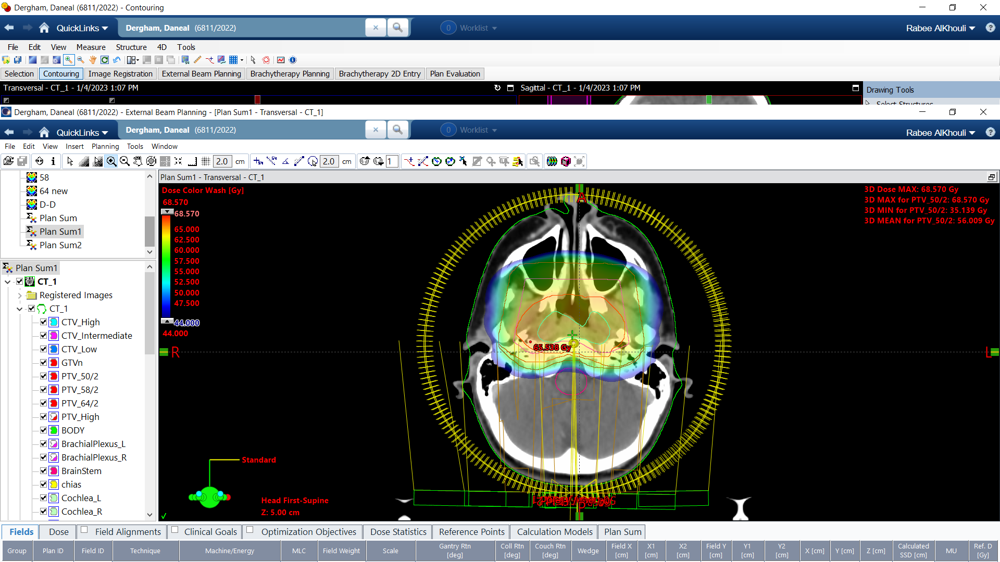 Dergham, Daneal (6811/2022) - Contouring
QuickLinks
Dergham, Daneal (6811/2022)
0 Worklist
Rabee AlKhouli
File Edit View Measure Structure 4D Tools
Selection Contouring Image Registration External Beam Planning Brachytherapy Planning Brachytherapy 2D Entry Plan Evaluation
Transversal - CT_1 - 1/4/2023 1:07 PM
Sagittal - CT_1 - 1/4/2023 1:07 PM
Drawing Tools
Select Structures
Dergham, Daneal (6811/2022) - External Beam Planning - [Plan Sum1 - Transversal - CT_1]
QuickLinks
Dergham, Daneal (6811/2022)
0 Worklist
Rabee AlKhouli
File Edit View Insert Planning Tools Window
2.0 cm
2.0 cm
1
58
64 new
D-D
Plan Sum
Plan Sum1
Plan Sum2
Plan Sum1
CT_1
Registered Images
CT_1
CTV_High
CTV_Intermediate
CTV_Low
GTVn
PTV_50/2
PTV_58/2
PTV_64/2
PTV_High
BODY
BrachialPlexus_L
BrachialPlexus_R
BrainStem
chias
Cochlea_L
Cochlea_R
Plan Sum1 - Transversal - CT_1
Dose Color Wash [Gy]
68.570
68.570
65.000
62.500
60.000
57.500
55.000
52.500
50.000
47.500
44.000
44.000
3D Dose MAX: 68.570 Gy
3D MAX for PTV_50/2: 68.570 Gy
3D MIN for PTV_50/2: 35.139 Gy
3D MEAN for PTV_50/2: 56.009 Gy
A
R
L
65.538 Gy
Standard
Head First-Supine
Z: 5.00 cm
P
Fields Dose Field Alignments Clinical Goals Optimization Objectives Dose Statistics Reference Points Calculation Models Plan Sum
Group Plan ID Field ID Technique Machine/Energy MLC Field Weight Scale Gantry Rtn [deg] Coll Rtn [deg] Couch Rtn [deg] Wedge Field X [cm] X1 [cm] X2 [cm] Field Y [cm] Y1 [cm] Y2 [cm] X [cm] Y [cm] Z [cm] Calculated SSD [cm] MU Ref. D [Gy]